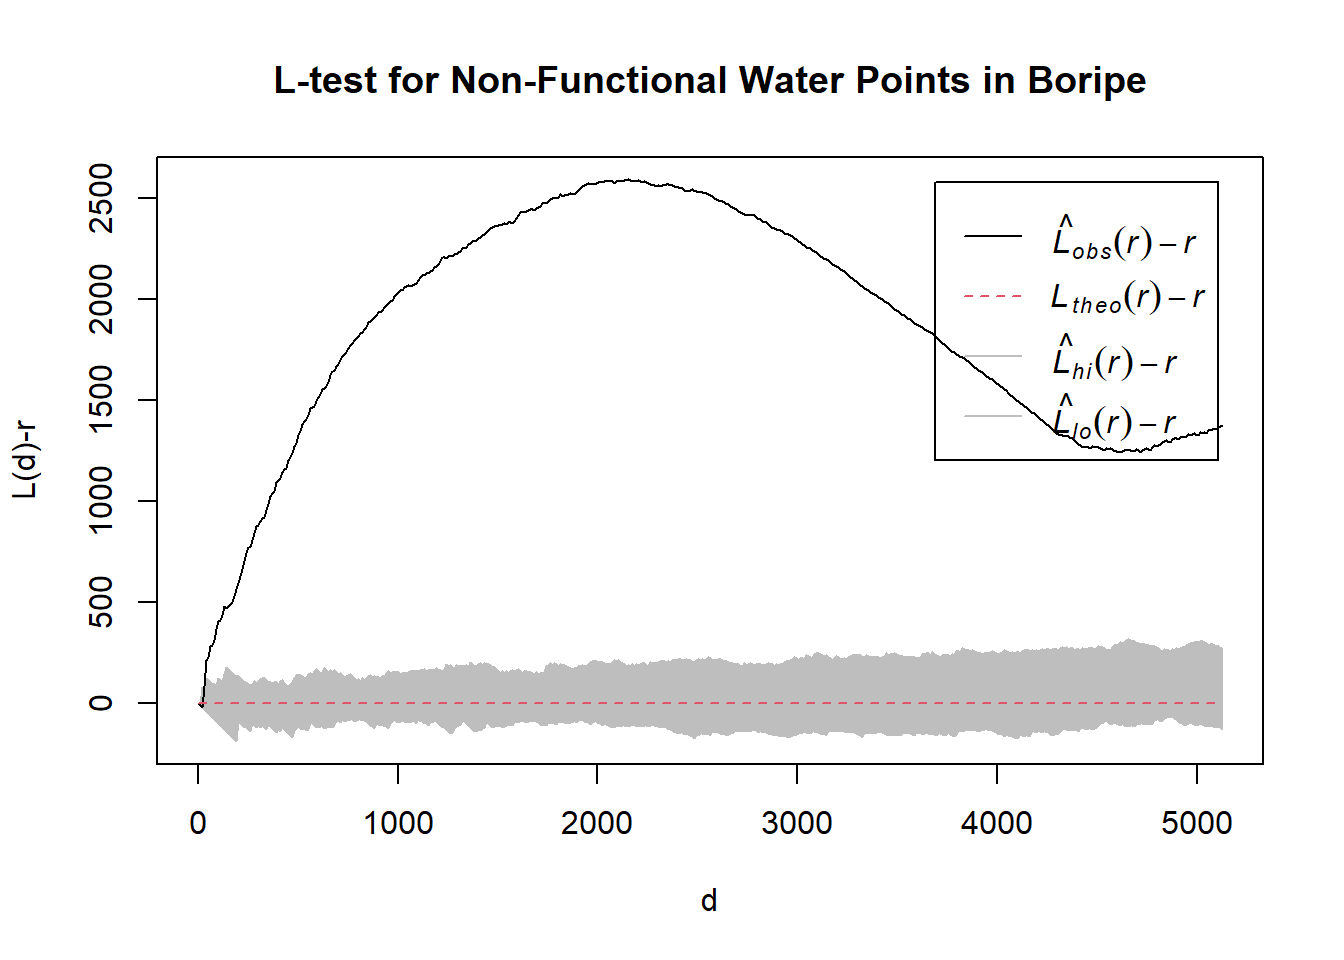 L-test for Non-Functional Water Points in Boripe
L(d)-r
2500
2000
1500
1000
500
0
L̂obs(r) − r
Ltheo(r) − r
L̂hi(r) − r
L̂lo(r) − r
0 1000 2000 3000 4000 5000
d